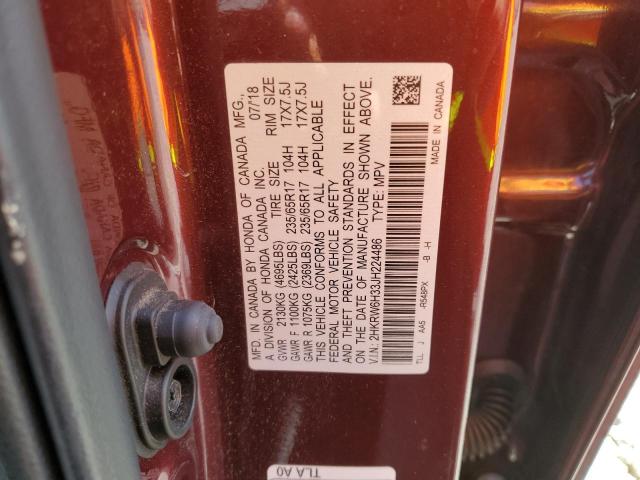 MFD. IN CANADA BY HONDA OF CANADA MFG.,
A DIVISION OF HONDA CANADA INC. 07/18
TIRE SIZE RIM SIZE
GVWR 2130KG (4695LBS)
GAWR F 1100KG (2425LBS) 235/65R17 104H 17X7.5J
GAWR R 1075KG (2369LBS) 235/65R17 104H 17X7.5J
THIS VEHICLE CONFORMS TO ALL APPLICABLE
FEDERAL MOTOR VEHICLE SAFETY
AND THEFT PREVENTION STANDARDS IN EFFECT
ON THE DATE OF MANUFACTURE SHOWN ABOVE.
V.I.N.: 2HKRW6H33JH224486 TYPE: MPV
TLL J AA5 -R548PX -B -H
MADE IN CANADA
TLA A0